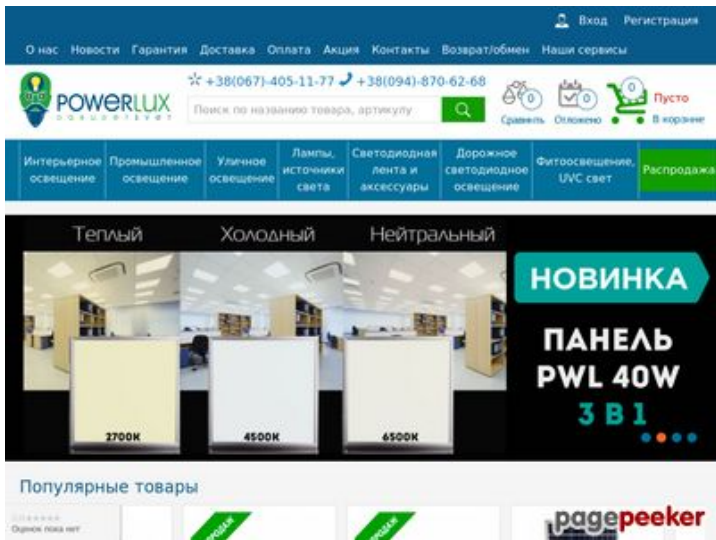 Вход Регистрация
О нас Новости Гарантия Доставка Оплата Акция Контакты Возврат/обмен Наши сервисы
+38(067)-405-11-77 +38(094)-870-62-68
POWERLUX
Поиск по названию товара, артикулу
0 0 0
Сравнить Отложено
Пусто
В корзине
Интерьерное освещение
Промышленное освещение
Уличное освещение
Лампы, источники света
Светодиодная лента и аксессуары
Дорожное светодиодное освещение
Фитоосвещение, UVC свет
Распродажа
Теплый Холодный Нейтральный
НОВИНКА
ПАНЕЛЬ
PWL 40W
3 В 1
2700K 4500K 6500K
Популярные товары
Оценок пока нет
pagepeeker